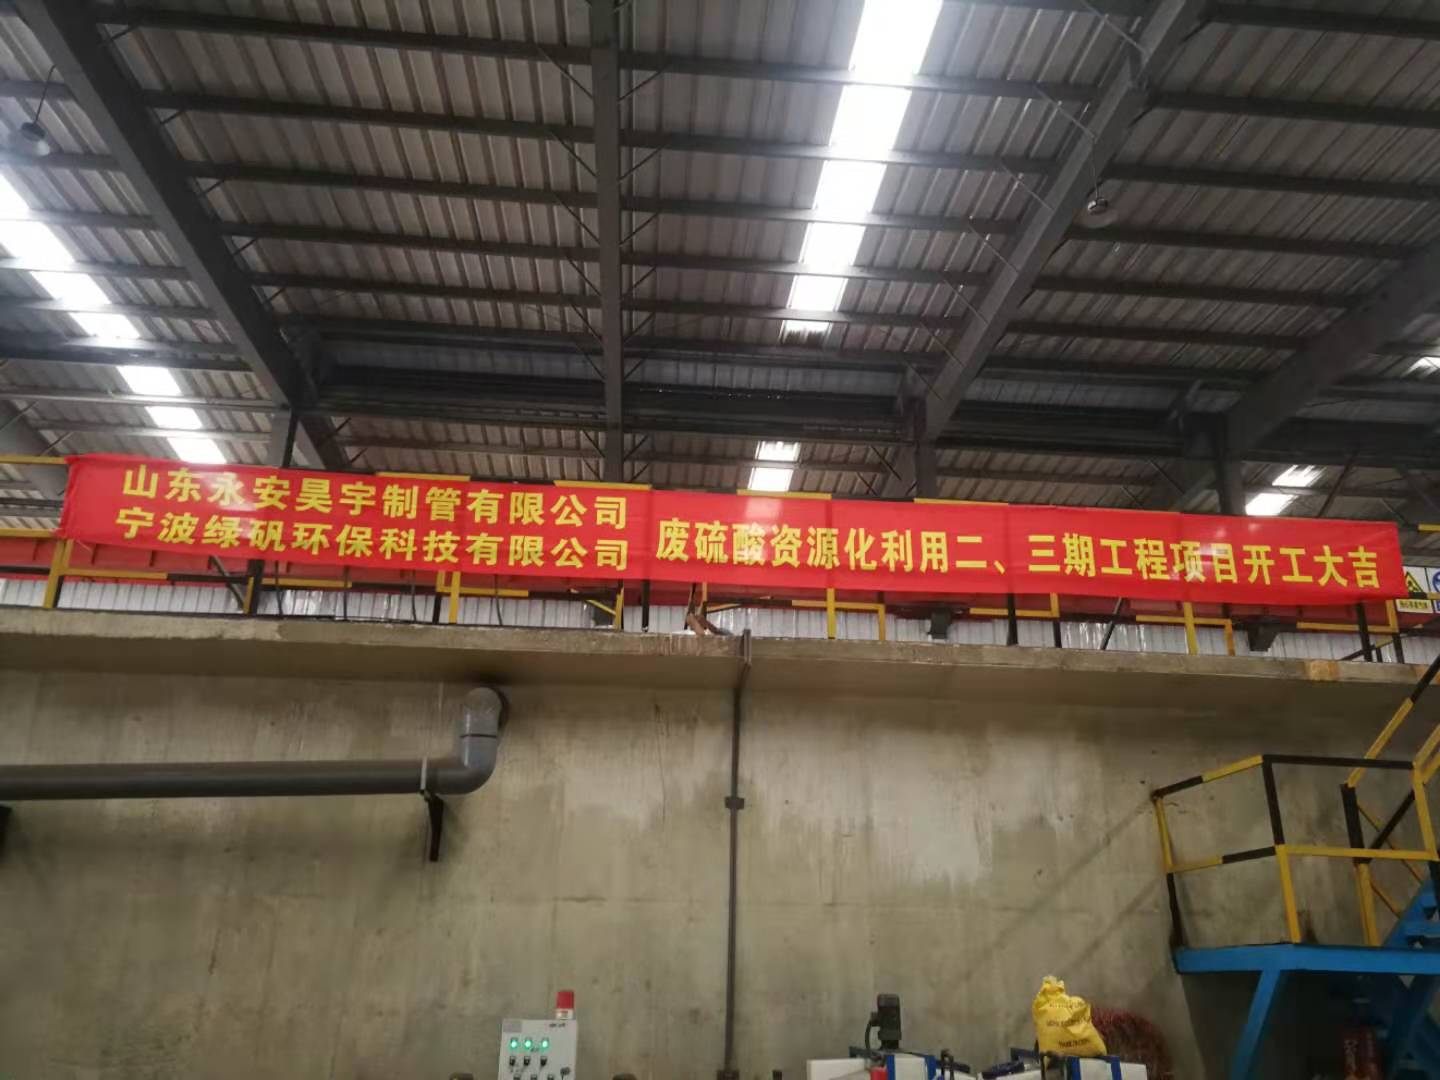 山东永安昊宇制管有限公司
宁波绿矾环保科技有限公司
废硫酸资源化利用二、三期工程项目开工大吉